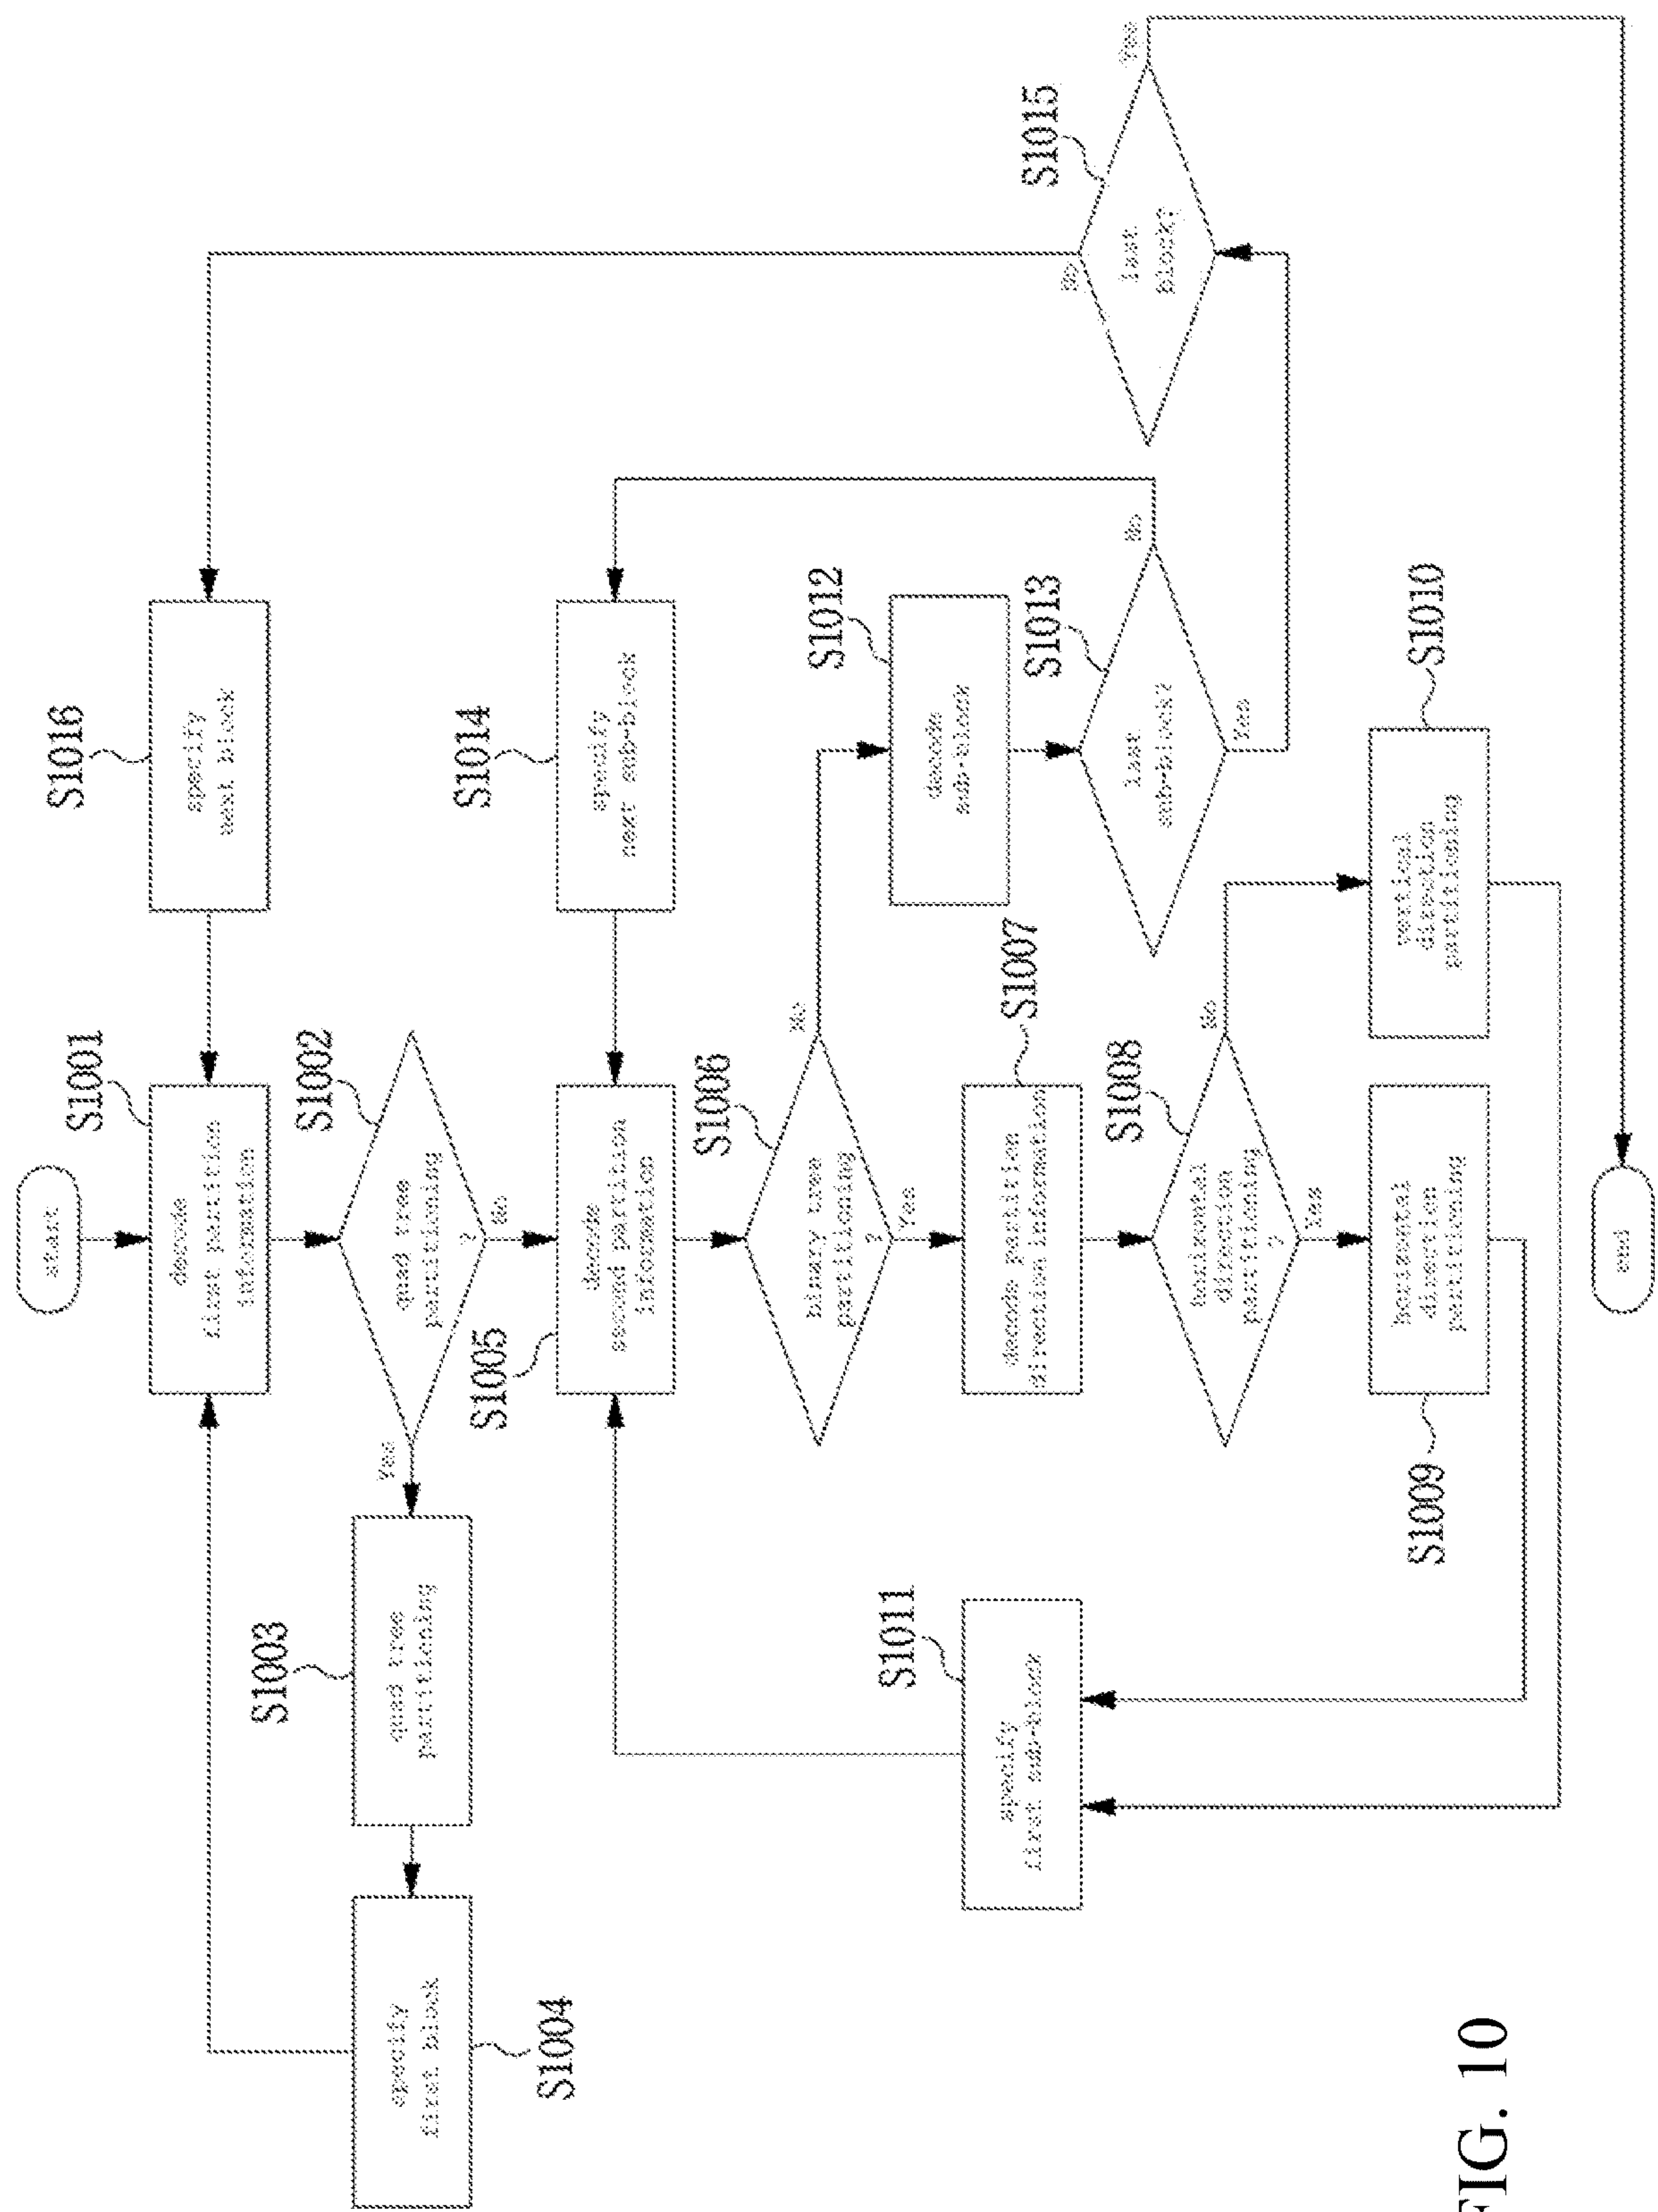 start
S1001
decode
first partition
information
S1016
specify
next block
S1002
quad tree
partitioning
?
Yes
No
S1003
quad tree
partitioning
S1004
specify
first block
S1005
decode
second partition
information
S1014
specify
next sub-block
S1006
binary tree
partitioning
?
No
Yes
S1012
decode
sub-block
S1007
decode partition
direction information
S1013
last
sub-block?
No
Yes
S1015
last
block?
No
Yes
S1011
specify
first sub-block
S1008
horizontal
direction
partitioning
?
No
Yes
S1009
horizontal
direction
partitioning
S1010
vertical
direction
partitioning
end
FIG. 10